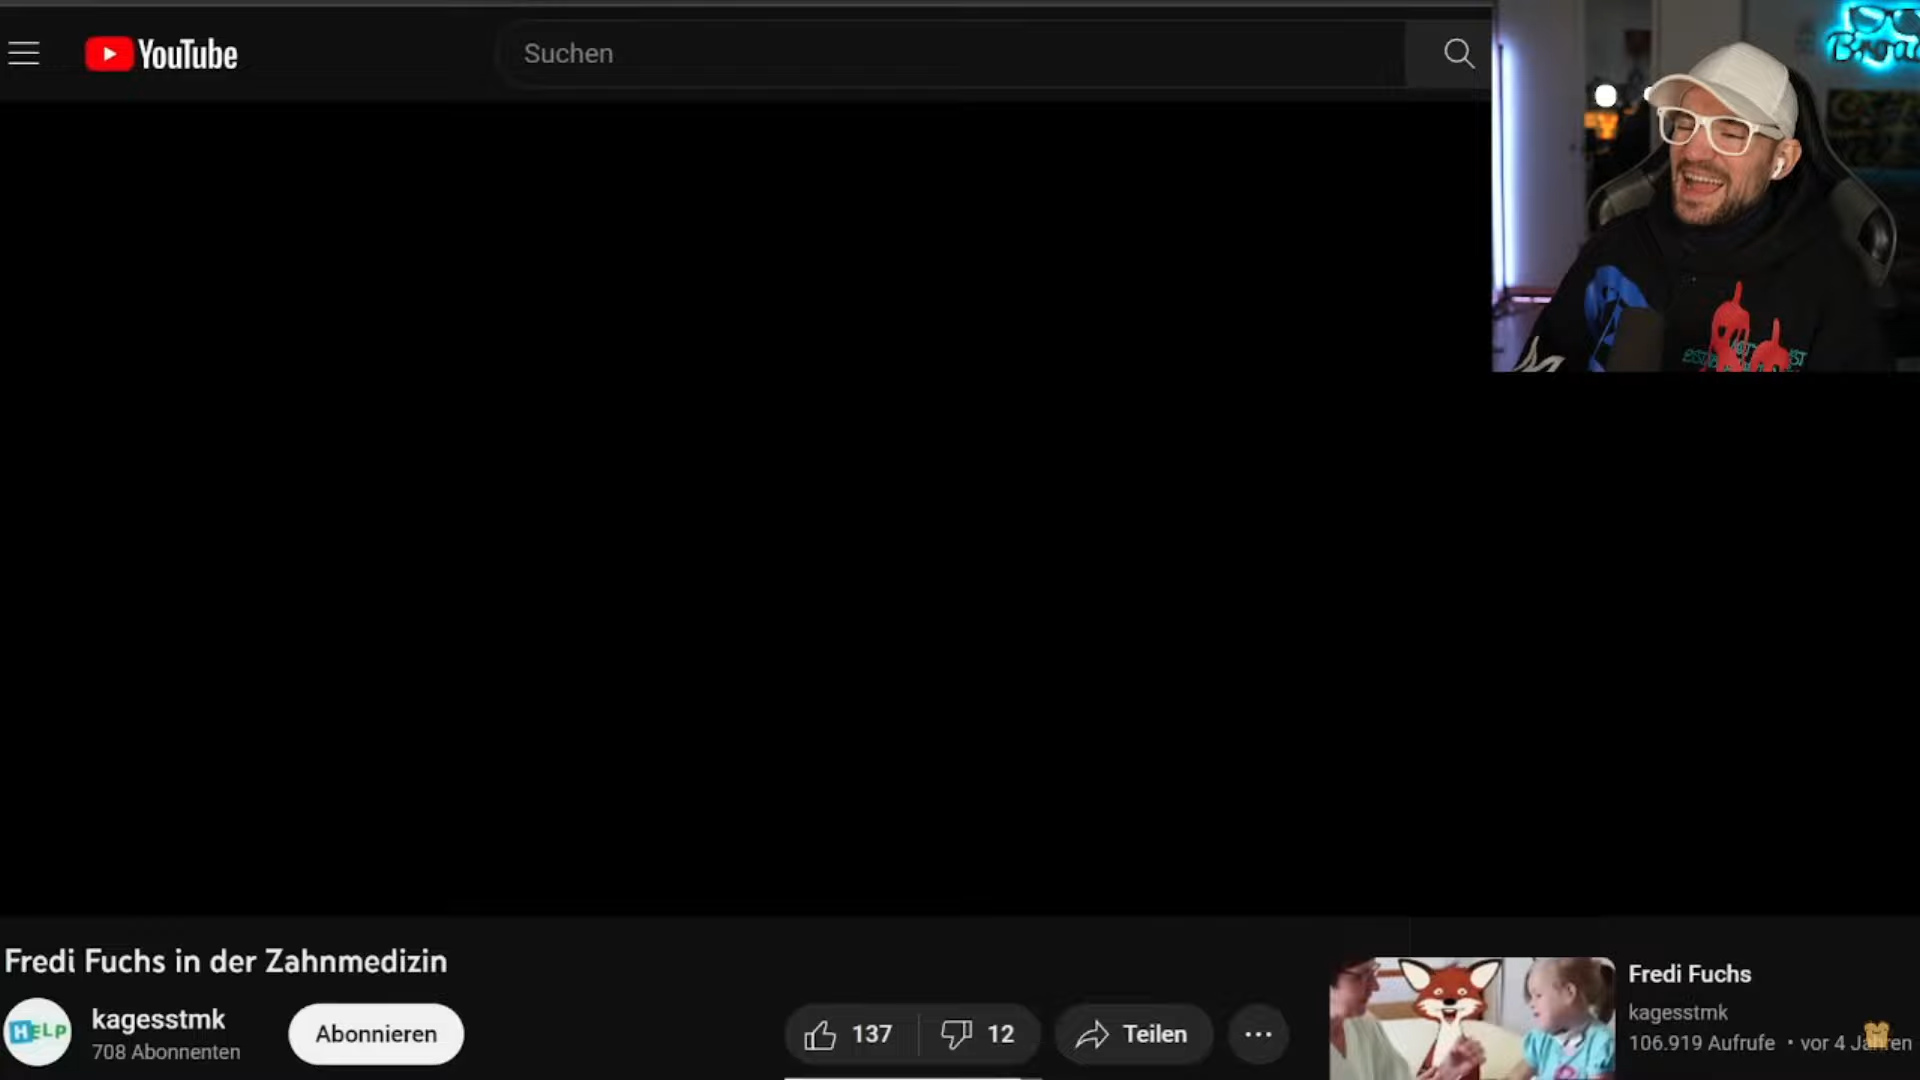 YouTube
Suchen
Fredi Fuchs in der Zahnmedizin
HELP
kagesstmk
708 Abonnenten
Abonnieren
137
12
Teilen
Fredi Fuchs
kagesstmk
106.919 Aufrufe • vor 4 Jahren